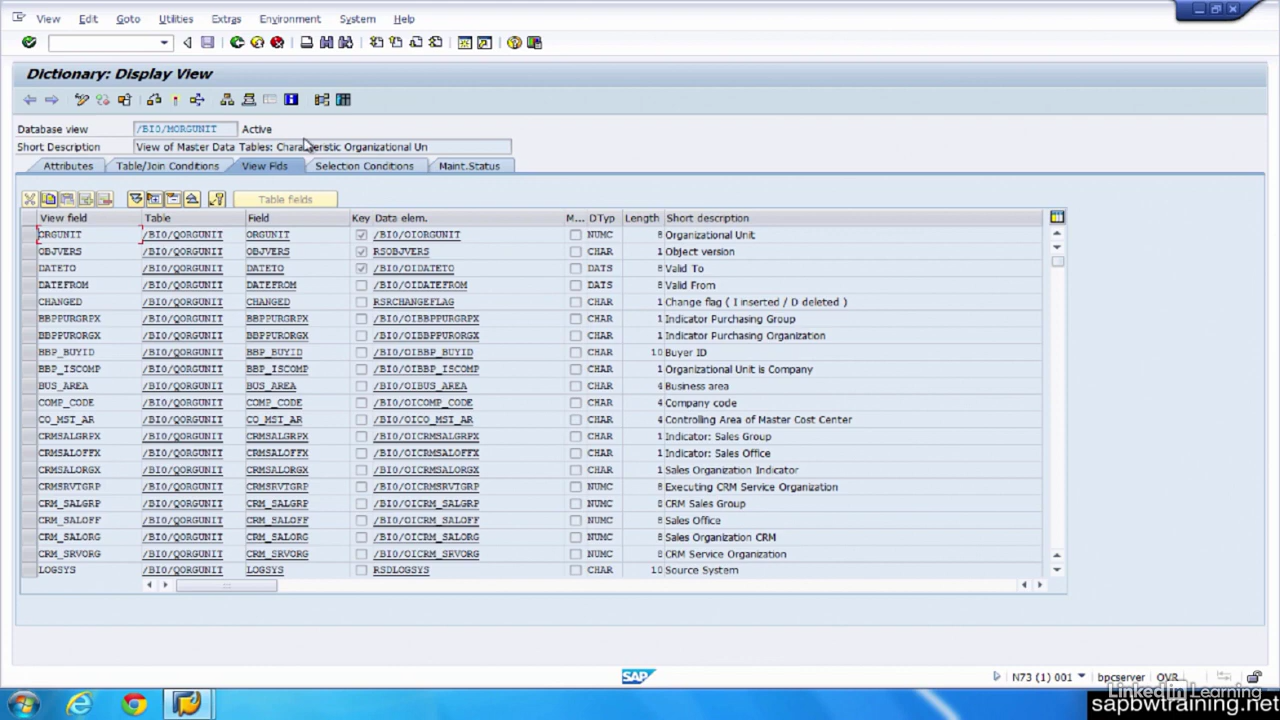 View Edit Goto Utilities Extras Environment System Help
Dictionary: Display View
Database view /BI0/MORGUNIT Active
Short Description View of Master Data Tables: Characteristic Organizational Un
Attributes Table/Join Conditions View Flds Selection Conditions Maint.Status
Table fields
View field Table Field Key Data elem. M... DTyp Length Short description
ORGUNIT /BI0/QORGUNIT ORGUNIT /BI0/OIORGUNIT NUMC 8 Organizational Unit
OBJVERS /BI0/QORGUNIT OBJVERS RSOBJVERS CHAR 1 Object version
DATETO /BI0/QORGUNIT DATETO /BI0/OIDATETO DATS 8 Valid To
DATEFROM /BI0/QORGUNIT DATEFROM /BI0/OIDATEFROM DATS 8 Valid From
CHANGED /BI0/QORGUNIT CHANGED RSRCHANGEFLAG CHAR 1 Change flag ( I inserted / D deleted )
BBPPURGRPX /BI0/QORGUNIT BBPPURGRPX /BI0/OIBBPPURGRPX CHAR 1 Indicator Purchasing Group
BBPPURORGX /BI0/QORGUNIT BBPPURORGX /BI0/OIBBPPURORGX CHAR 1 Indicator Purchasing Organization
BBP_BUYID /BI0/QORGUNIT BBP_BUYID /BI0/OIBBP_BUYID CHAR 10 Buyer ID
BBP_ISCOMP /BI0/QORGUNIT BBP_ISCOMP /BI0/OIBBP_ISCOMP CHAR 1 Organizational Unit is Company
BUS_AREA /BI0/QORGUNIT BUS_AREA /BI0/OIBUS_AREA CHAR 4 Business area
COMP_CODE /BI0/QORGUNIT COMP_CODE /BI0/OICOMP_CODE CHAR 4 Company code
CO_MST_AR /BI0/QORGUNIT CO_MST_AR /BI0/OICO_MST_AR CHAR 4 Controlling Area of Master Cost Center
CRMSALGRPX /BI0/QORGUNIT CRMSALGRPX /BI0/OICRMSALGRPX CHAR 1 Indicator: Sales Group
CRMSALOFFX /BI0/QORGUNIT CRMSALOFFX /BI0/OICRMSALOFFX CHAR 1 Indicator: Sales Office
CRMSALORGX /BI0/QORGUNIT CRMSALORGX /BI0/OICRMSALORGX CHAR 1 Sales Organization Indicator
CRMSRVTGRP /BI0/QORGUNIT CRMSRVTGRP /BI0/OICRMSRVTGRP NUMC 8 Executing CRM Service Organization
CRM_SALGRP /BI0/QORGUNIT CRM_SALGRP /BI0/OICRM_SALGRP NUMC 8 CRM Sales Group
CRM_SALOFF /BI0/QORGUNIT CRM_SALOFF /BI0/OICRM_SALOFF NUMC 8 Sales Office
CRM_SALORG /BI0/QORGUNIT CRM_SALORG /BI0/OICRM_SALORG NUMC 8 Sales Organization CRM
CRM_SRVORG /BI0/QORGUNIT CRM_SRVORG /BI0/OICRM_SRVORG NUMC 8 CRM Service Organization
LOGSYS /BI0/QORGUNIT LOGSYS RSDLOGSYS CHAR 10 Source System
SAP N73 (1) 001 bpcserver OVR
LinkedIn Learning
sapbwtraining.net